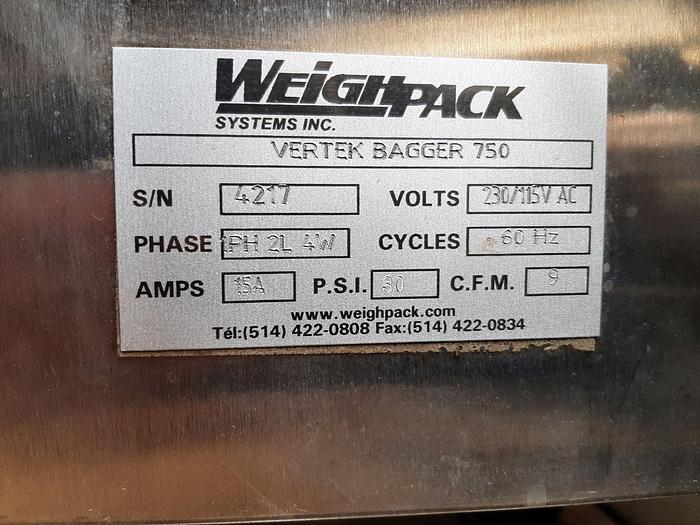 WEIGHPACK
SYSTEMS INC.
VERTEK BAGGER 750
S/N 4217 VOLTS 230/115V AC
PHASE 1PH 2L 4W CYCLES 60 Hz
AMPS 15A P.S.I. C.F.M. 9
www.weighpack.com
Tél:(514) 422-0808 Fax:(514) 422-0834